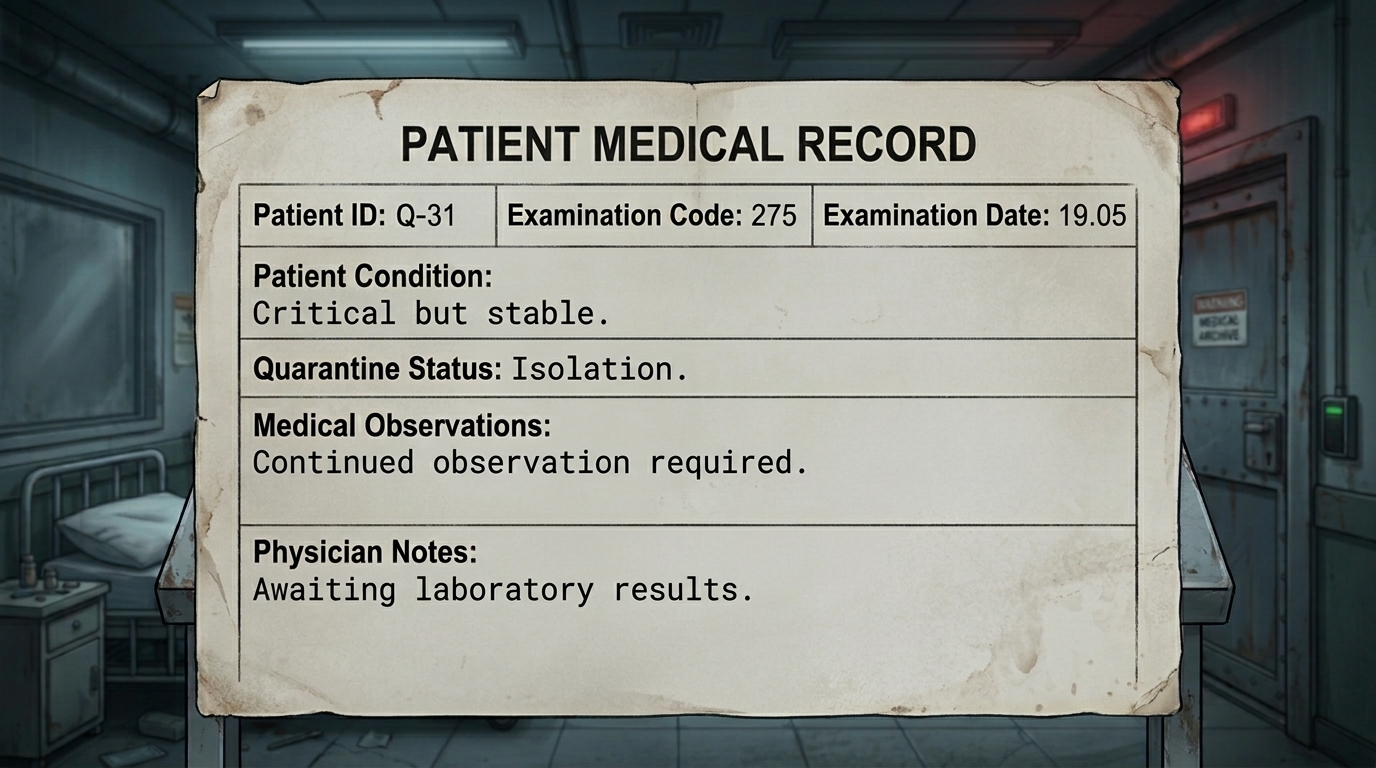 PATIENT MEDICAL RECORD
Patient ID: Q-31
Examination Code: 275
Examination Date: 19.05
Patient Condition:
Critical but stable.
Quarantine Status: Isolation.
Medical Observations:
Continued observation required.
Physician Notes:
Awaiting laboratory results.
WARNING
MEDICAL
ARCHIVE